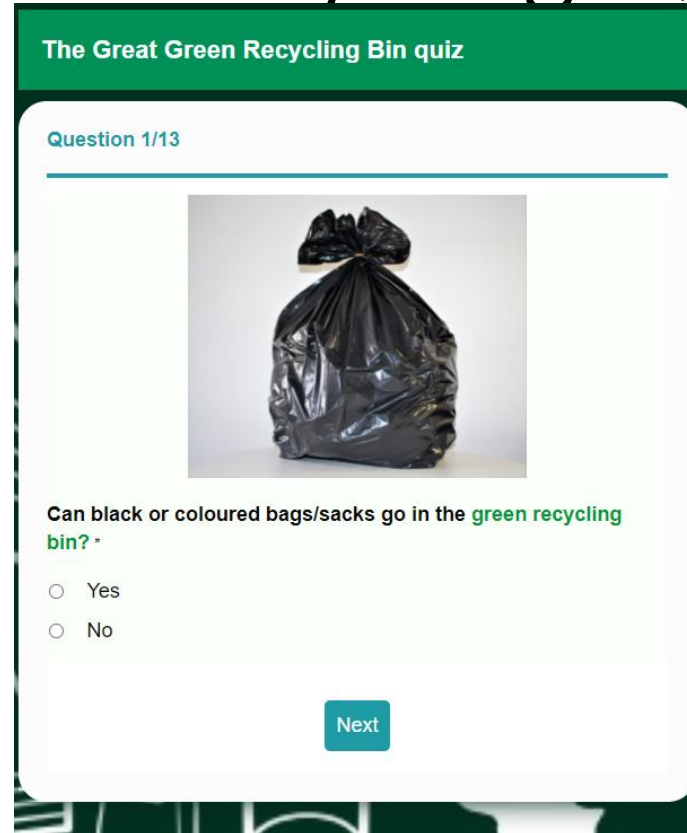 The Great Green Recycling Bin quiz
Question 1/13
Can black or coloured bags/sacks go in the green recycling
bin? *
Yes
No
Next